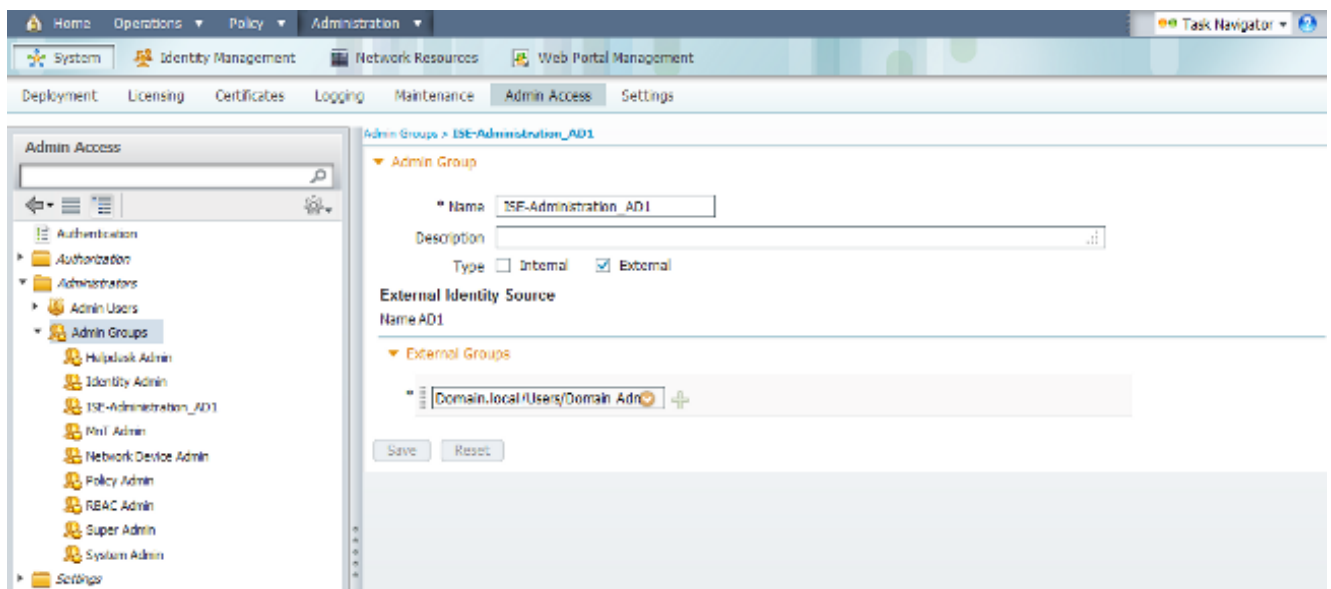 Home Operations Policy Administration Task Navigator
System Identity Management Network Resources Web Portal Management
Deployment Licensing Certificates Logging Maintenance Admin Access Settings
Admin Access
Authentication
Authorization
Administrators
Admin Users
Admin Groups
Helpdesk Admin
Identity Admin
ISE-Administration_AD1
MnT Admin
Network Device Admin
Policy Admin
RBAC Admin
Super Admin
System Admin
Settings
Admin Groups > ISE-Administration_AD1
Admin Group
* Name ISE-Administration_AD1
Description
Type Internal External
External Identity Source
Name AD1
External Groups
* Domain.local/Users/Domain Adm
Save Reset